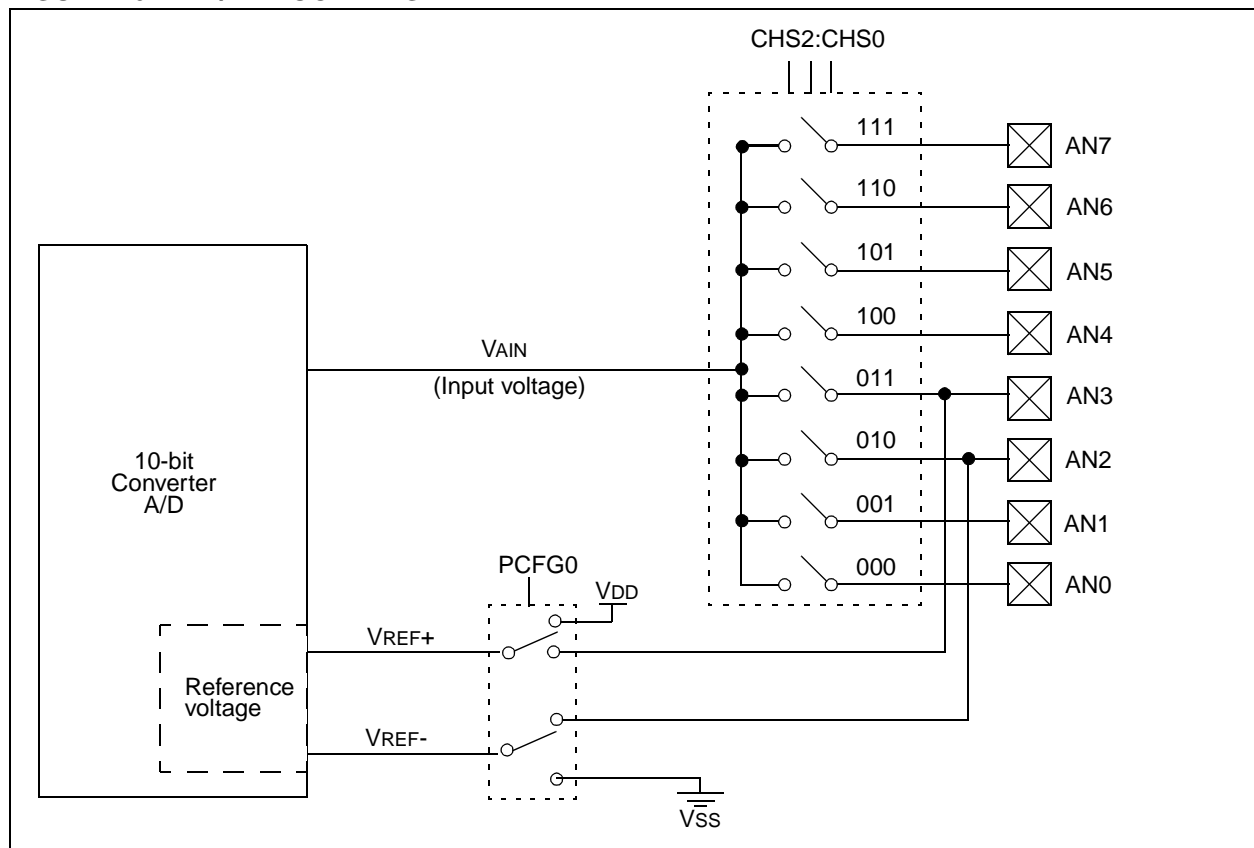 CHS2:CHS0
111
AN7
110
AN6
101
AN5
100
AN4
VAIN
(Input voltage)
011
AN3
010
AN2
10-bit
Converter
A/D
001
AN1
PCFG0
000
AN0
VDD
VREF+
Reference
voltage
VREF-
VSS